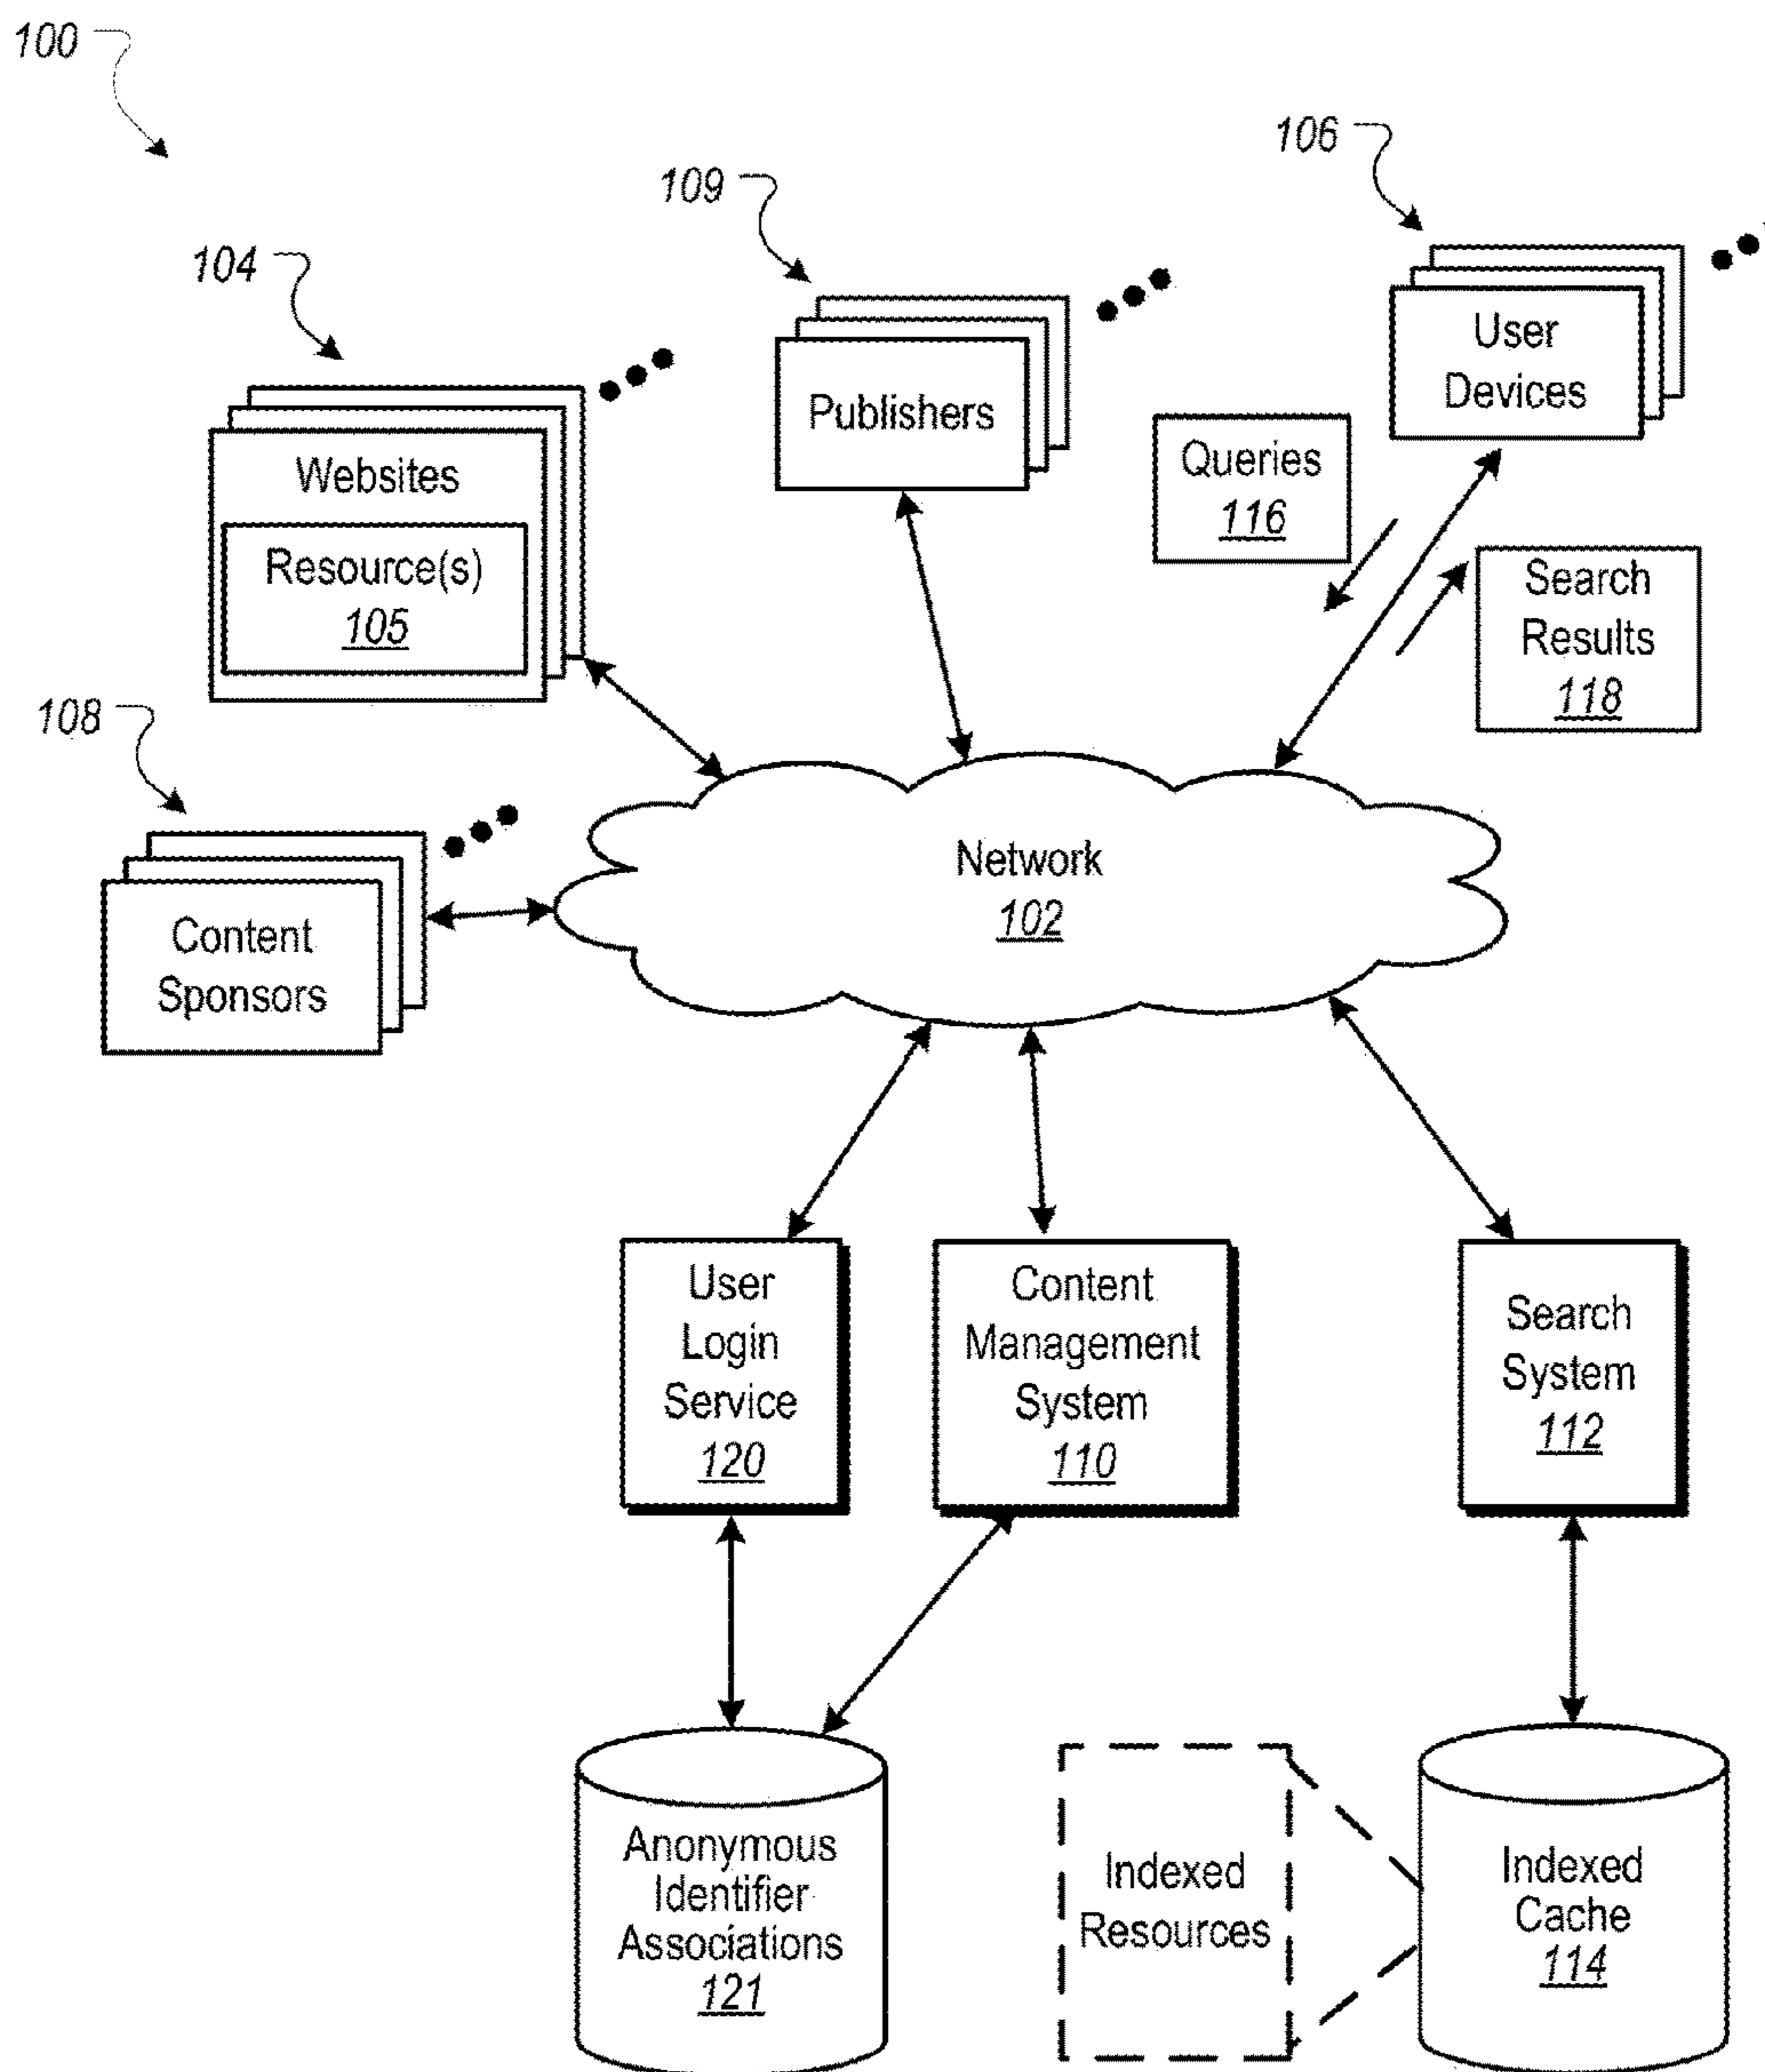 100
106
109
104
User
Devices
Publishers
Queries
116
Websites
Resource(s)
105
Search
Results
118
108
Network
102
Content
Sponsors
User
Login
Service
120
Content
Management
System
110
Search
System
112
Anonymous
Identifier
Associations
121
Indexed
Resources
Indexed
Cache
114